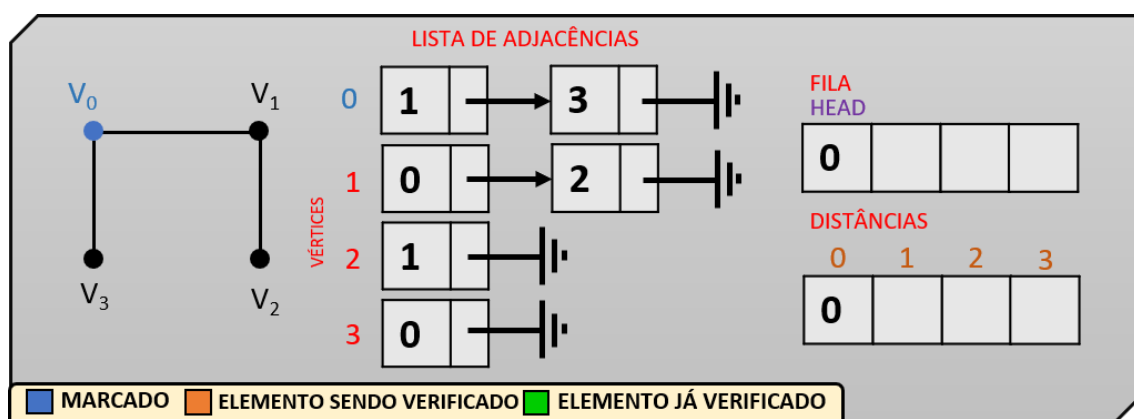 LISTA DE ADJACÊNCIAS
V₀ V₁
V₃ V₂
VÉRTICES
0 1 3
1 0 2
2 1
3 0
FILA
HEAD
0
DISTÂNCIAS
0 1 2 3
0
MARCADO ELEMENTO SENDO VERIFICADO ELEMENTO JÁ VERIFICADO